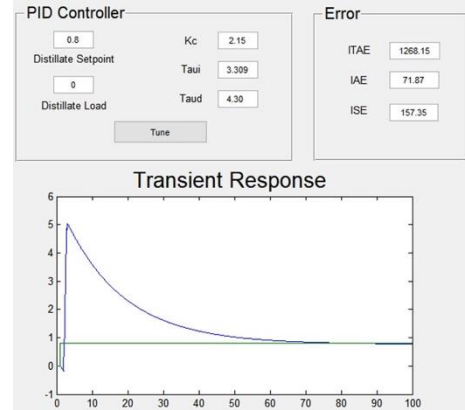 PID Controller
0.8
Distillate Setpoint
0
Distillate Load
Kc 2.15
Taui 3.309
Taud 4.30
Tune
Error
ITAE 1268.15
IAE 71.87
ISE 157.35
Transient Response
6
5
4
3
2
1
0
-1
0 10 20 30 40 50 60 70 80 90 100